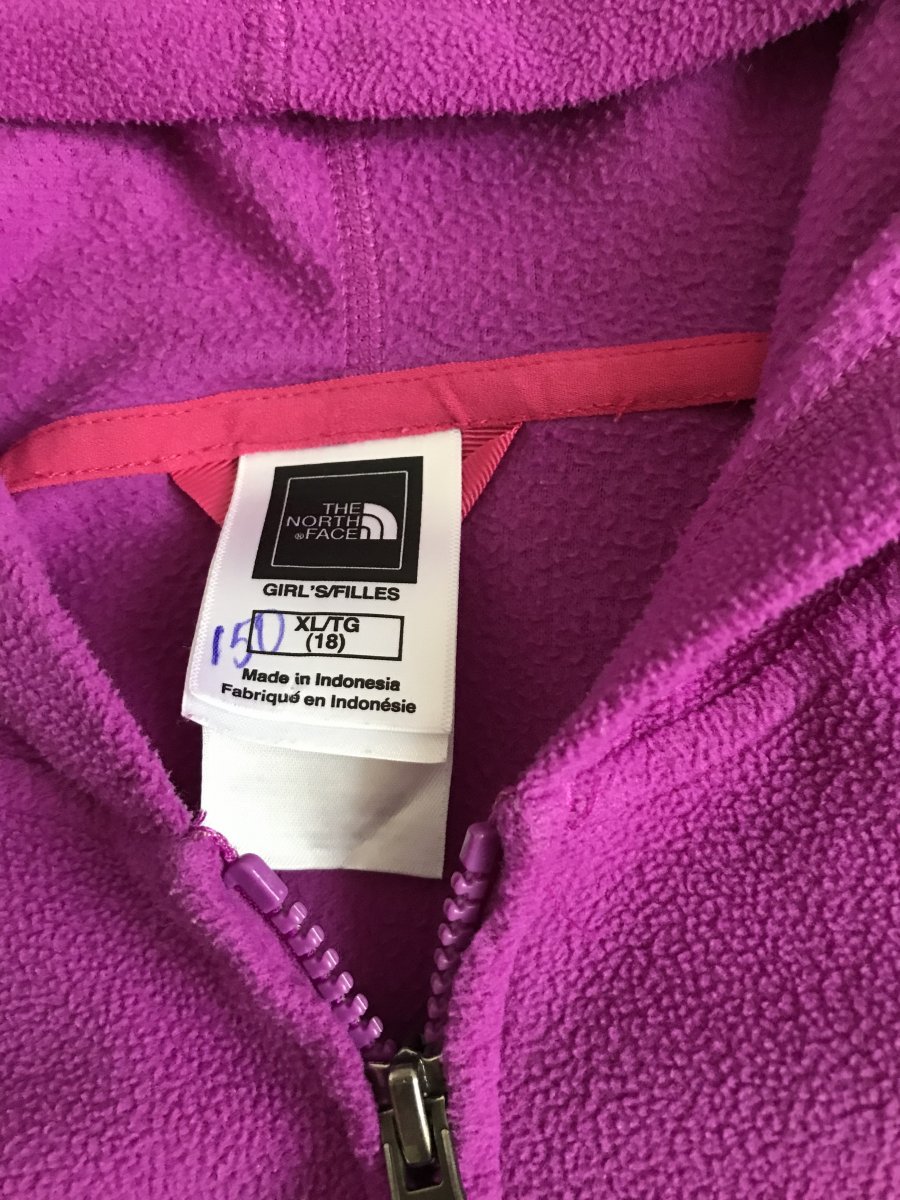 THE
NORTH
®FACE
GIRL'S/FILLES
150
XL/TG
(18)
Made in Indonesia
Fabriqué en Indonésie